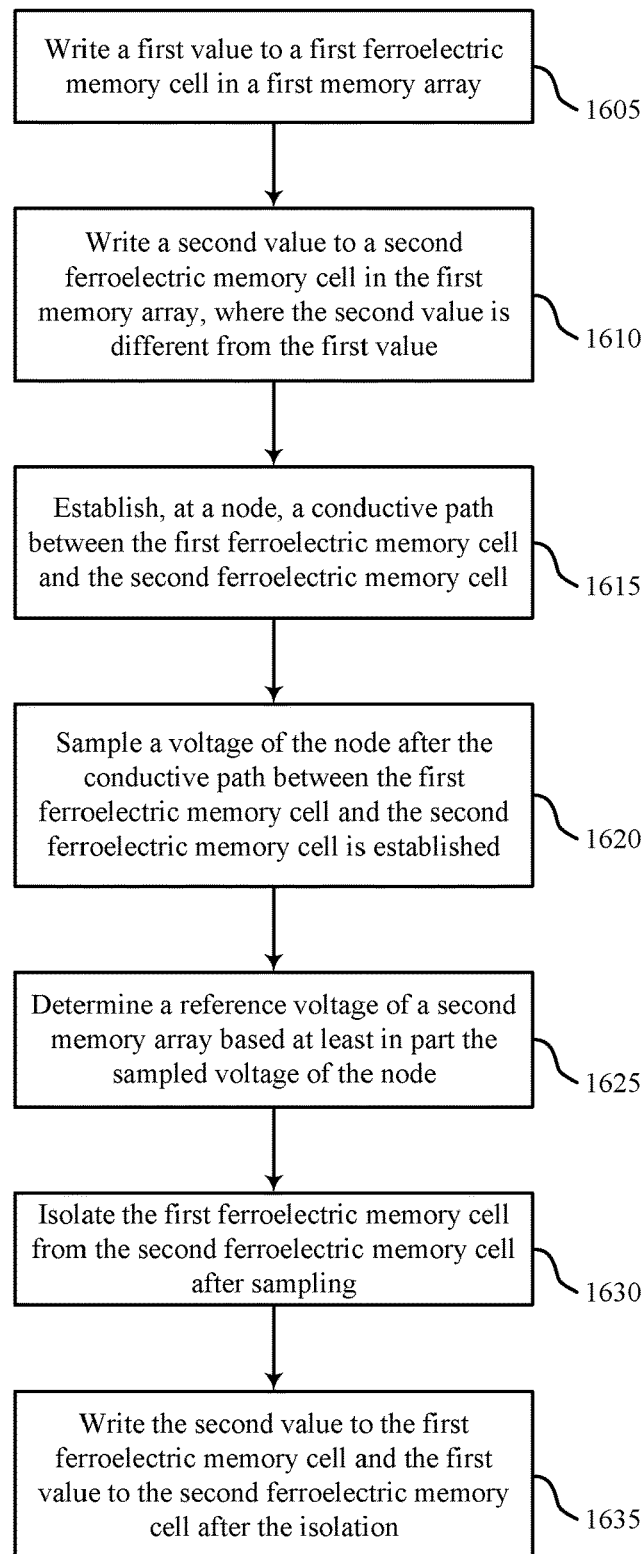 Write a first value to a first ferroelectric
memory cell in a first memory array
1605
Write a second value to a second
ferroelectric memory cell in the first
memory array, where the second value is
different from the first value
1610
Establish, at a node, a conductive path
between the first ferroelectric memory cell
and the second ferroelectric memory cell
1615
Sample a voltage of the node after the
conductive path between the first
ferroelectric memory cell and the second
ferroelectric memory cell is established
1620
Determine a reference voltage of a second
memory array based at least in part the
sampled voltage of the node
1625
Isolate the first ferroelectric memory cell
from the second ferroelectric memory cell
after sampling
1630
Write the second value to the first
ferroelectric memory cell and the first
value to the second ferroelectric memory
cell after the isolation
1635